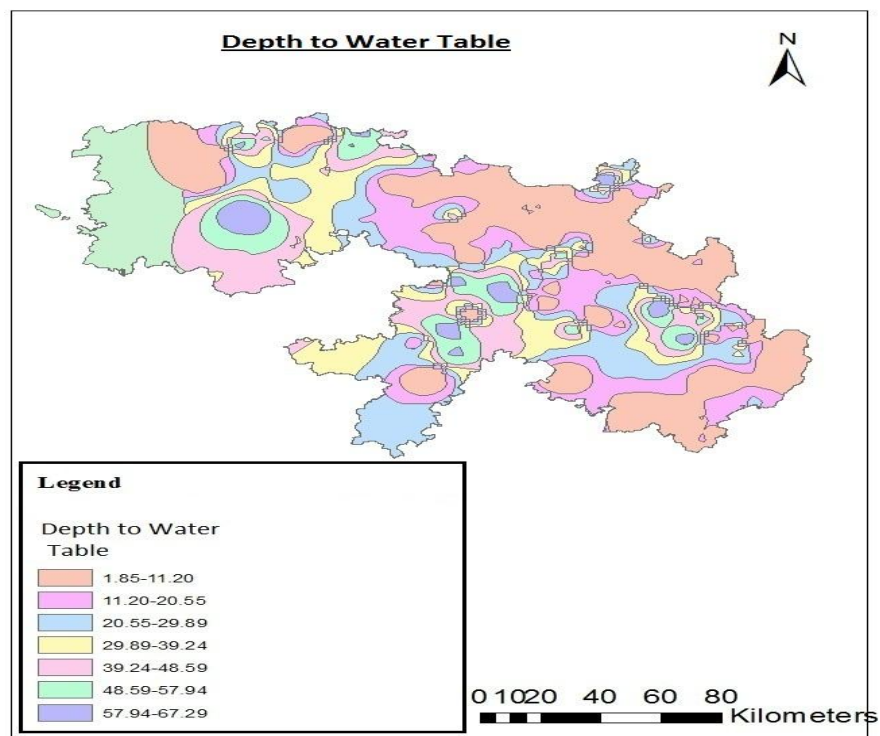 Depth to Water Table
N
Legend
Depth to Water
Table
1.85-11.20
11.20-20.55
20.55-29.89
29.89-39.24
39.24-48.59
48.59-57.94
57.94-67.29
0 1020 40 60 80
Kilometers